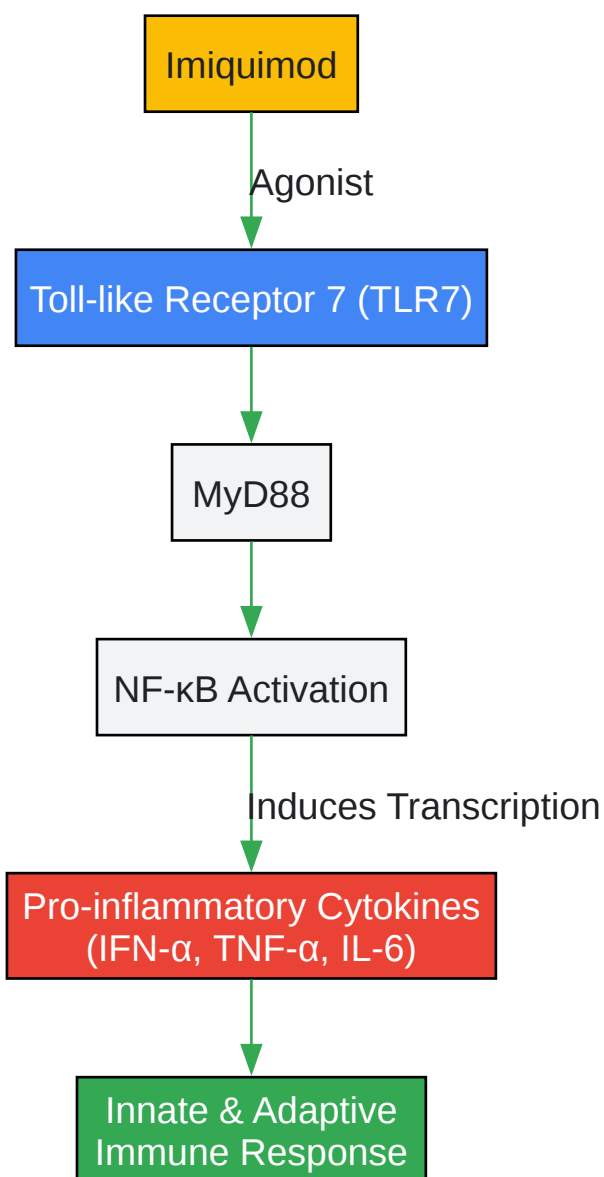 Imiquimod
Agonist
Toll-like Receptor 7 (TLR7)
MyD88
NF-κB Activation
Induces Transcription
Pro-inflammatory Cytokines
(IFN-α, TNF-α, IL-6)
Innate & Adaptive
Immune Response